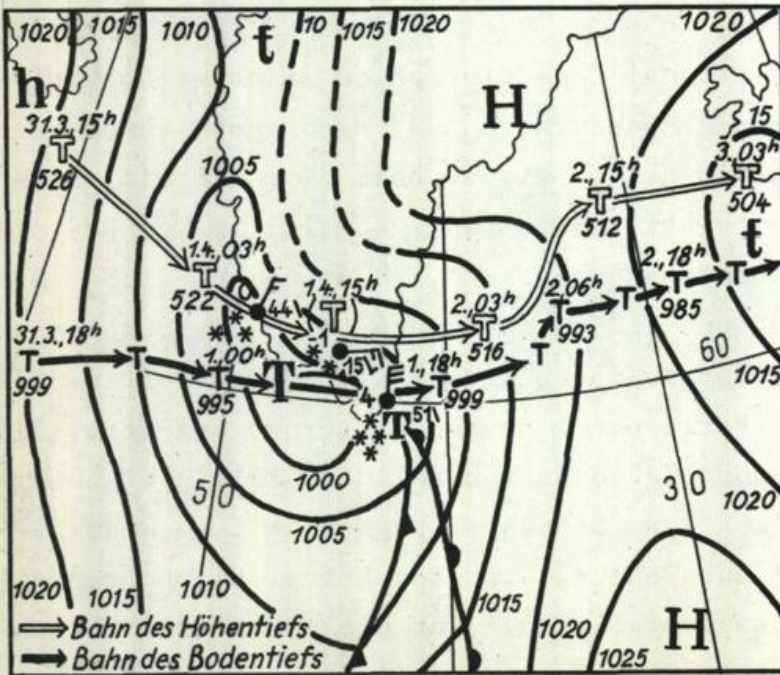 1020 1015 1010 t 10 1015 1020 1020
h H 15
31.3.,15ʰ
T
526
1005
2.,15ʰ
T
512
3.03ʰ
T
504
t
1.4.,03ʰ
T
522
44
1.4.,15ʰ
T
2.,03ʰ
T
516
2.06ʰ
T
993
2.,18ʰ
T T T
985
31.3.,18ʰ
T T
999
1.,00ʰ
T T
995
15
4
1.,18ʰ
T T
999
T 51
60
1015
50
1000
30
1020
1005
1010
1020 1015 1015
1020
H
1025
Bahn des Höhentiefs
Bahn des Bodentiefs